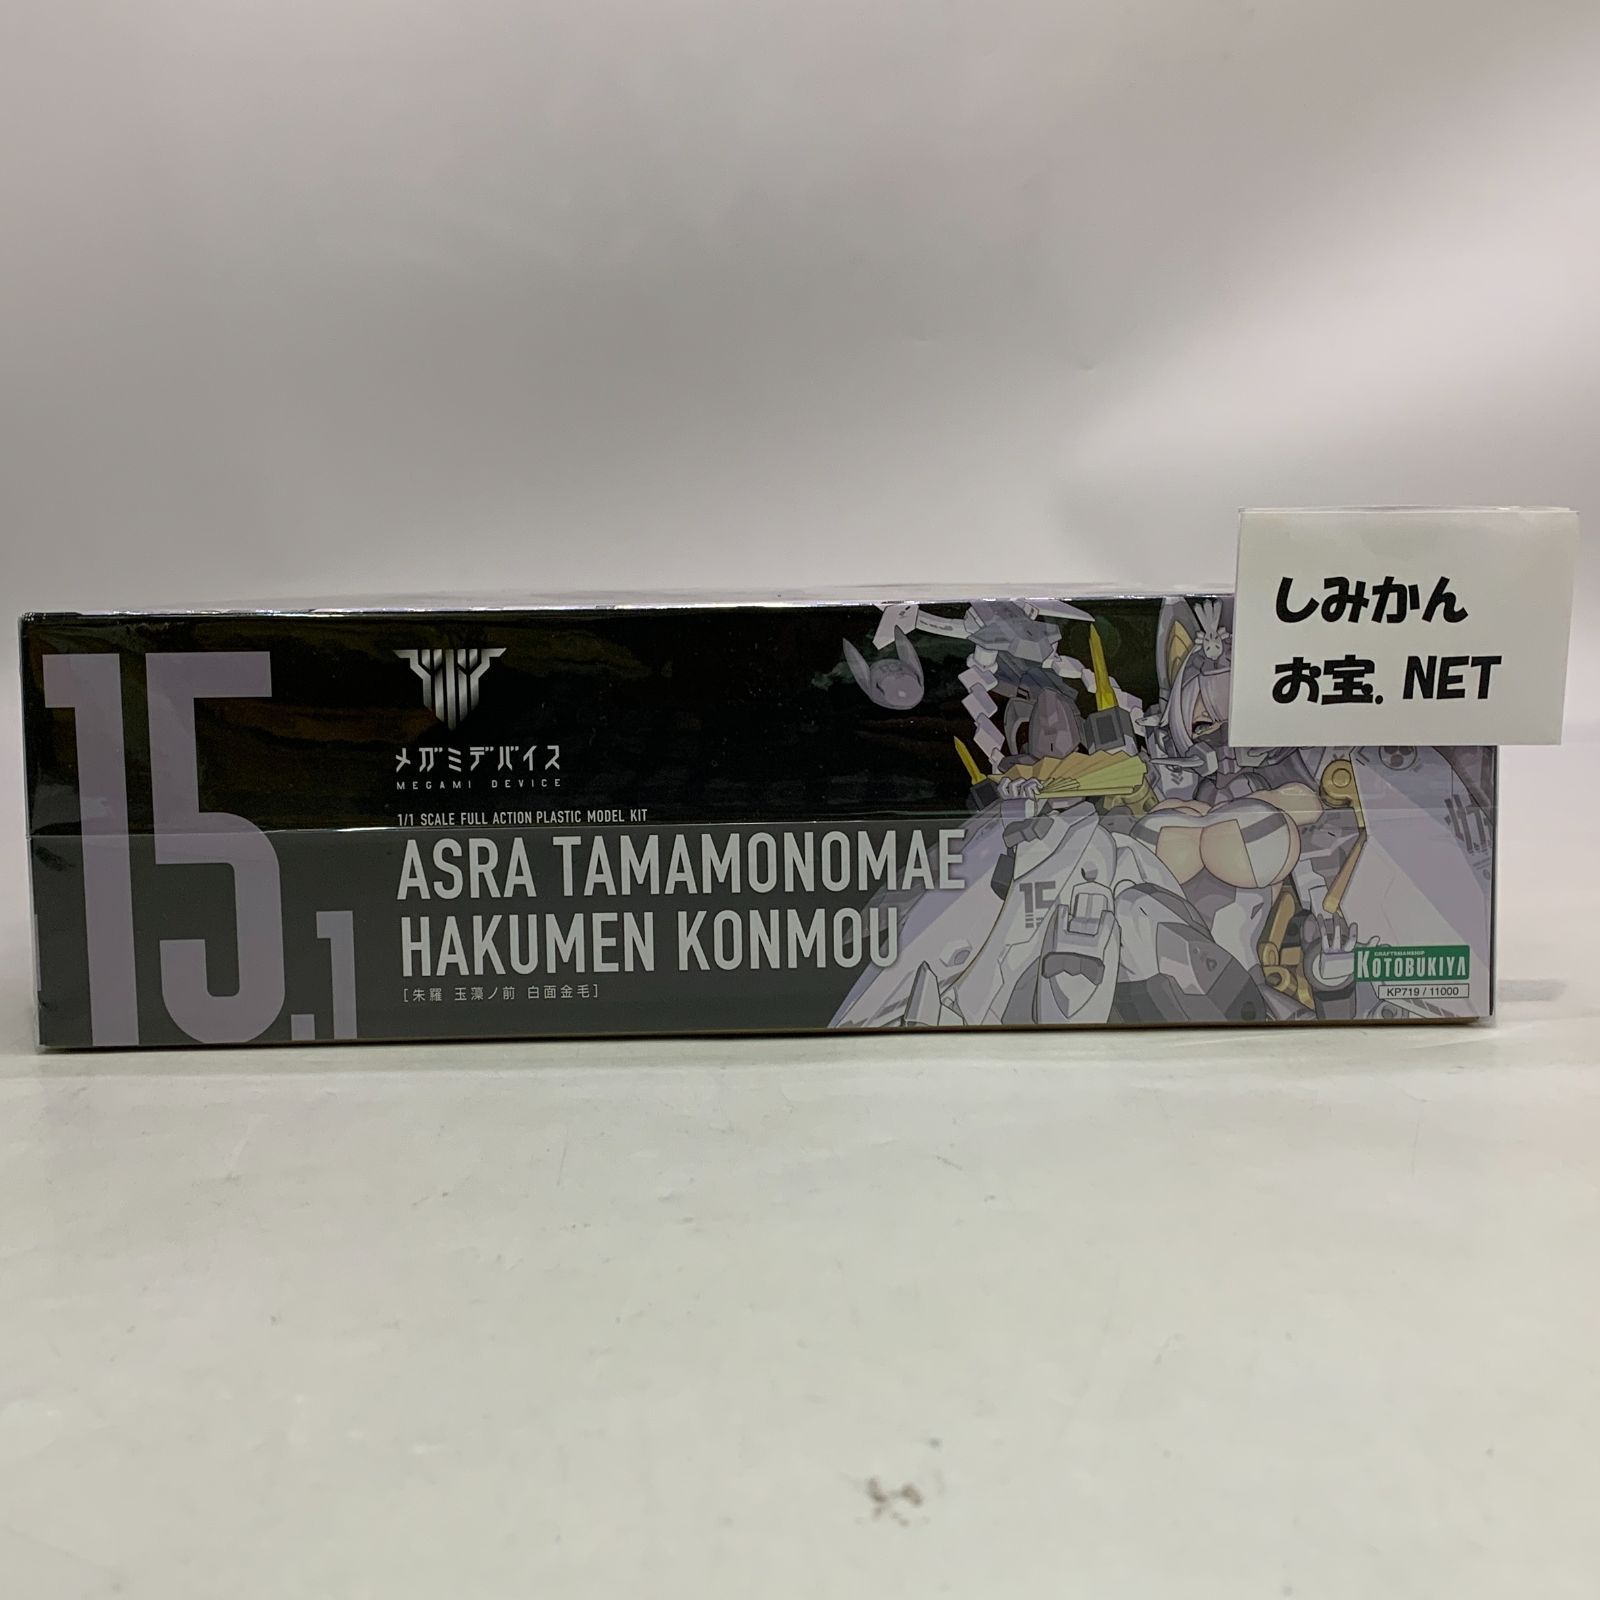 15.1
メガミデバイス
MEGAMI DEVICE
1/1 SCALE FULL ACTION PLASTIC MODEL KIT
ASRA TAMAMONOMAE
HAKUMEN KONMOU
[朱羅 玉藻ノ前 白面金毛]
15
CRAFTSMANSHIP
KOTOBUKIYA
KP719 / 11000
しみかん
お宝.NET